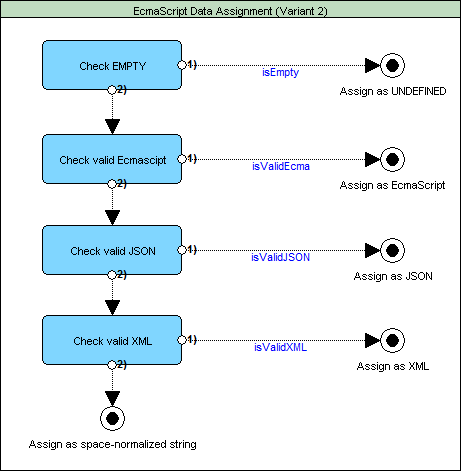 EcmaScript Data Assignment (Variant 2)
Check EMPTY
1)
isEmpty
Assign as UNDEFINED
2)
Check valid Ecmascipt
1)
isValidEcma
Assign as EcmaScript
2)
Check valid JSON
1)
isValidJSON
Assign as JSON
2)
Check valid XML
1)
isValidXML
Assign as XML
2)
Assign as space-normalized string